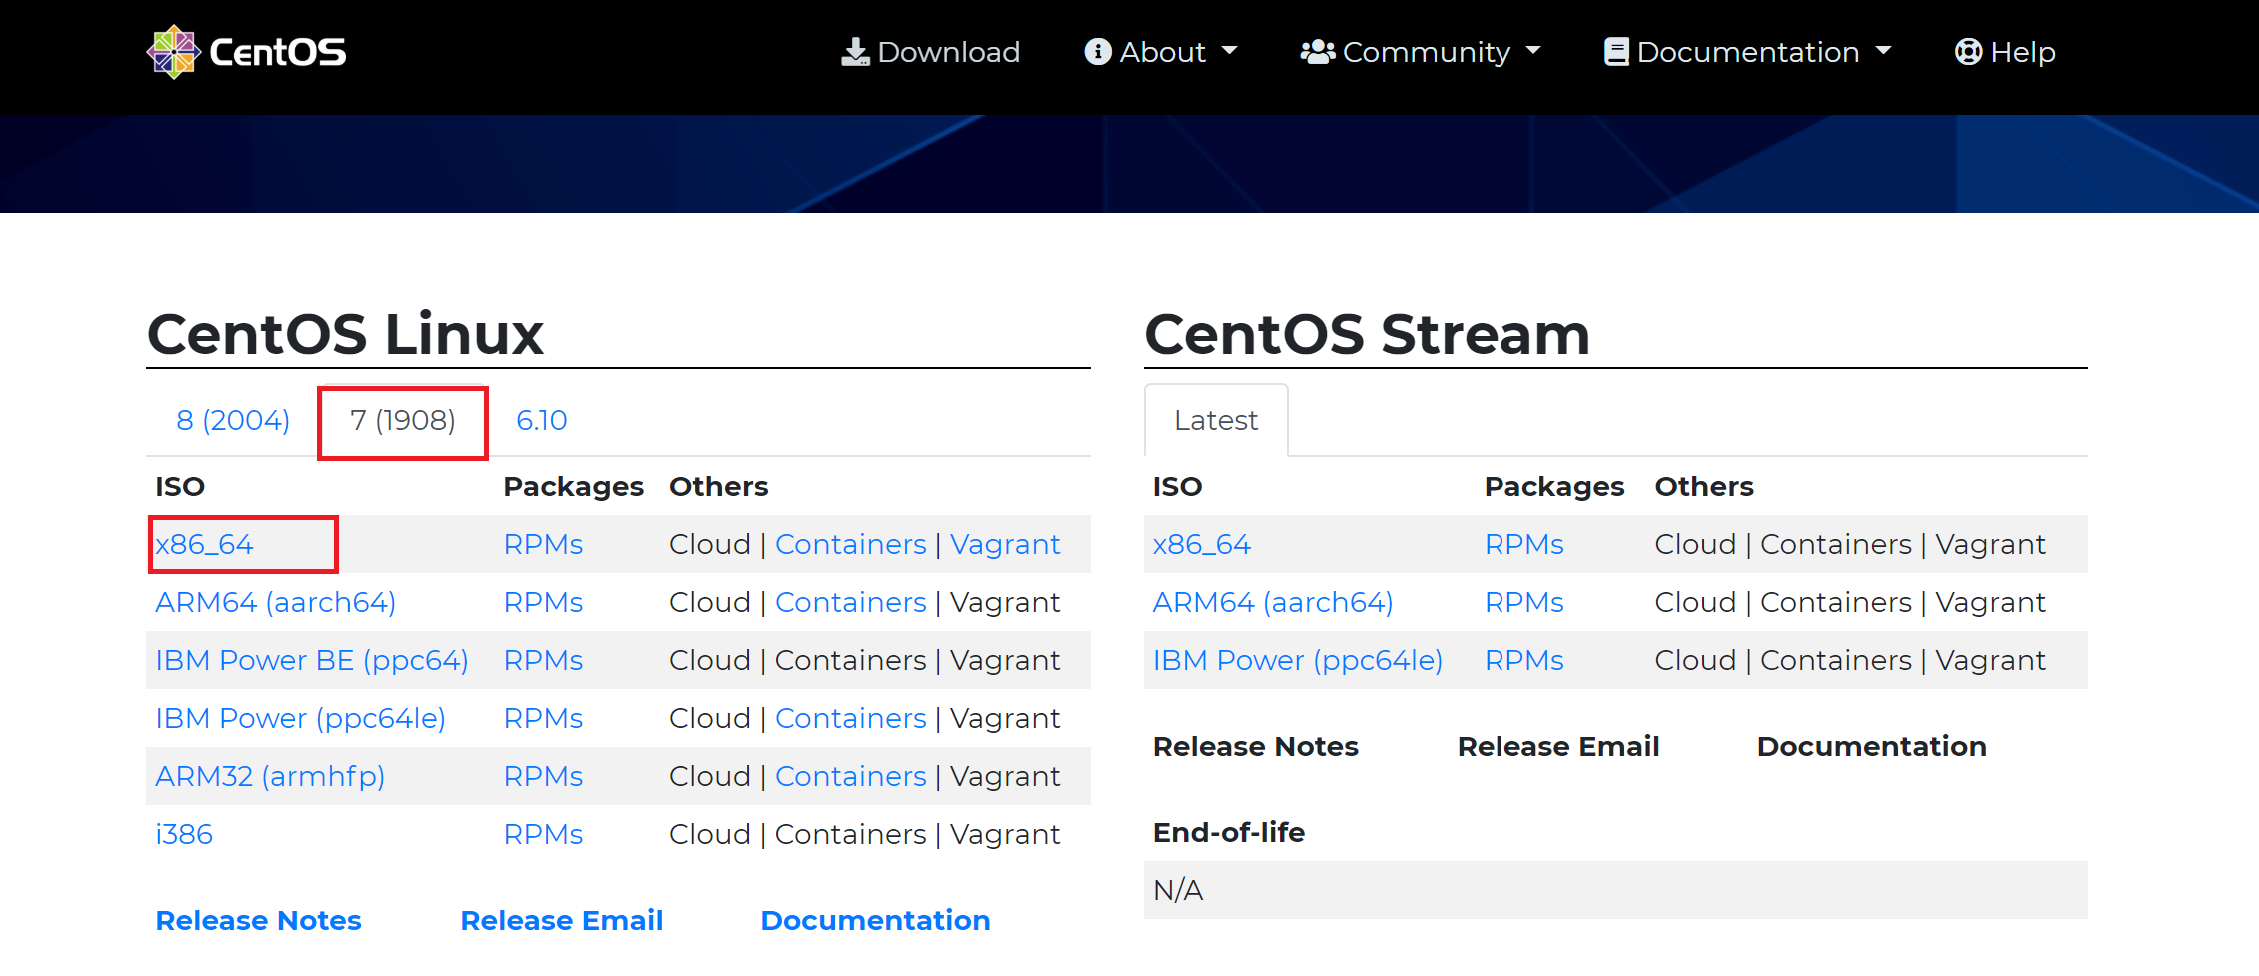 CentOS
Download About Community Documentation Help
CentOS Linux
8 (2004) 7 (1908) 6.10
ISO Packages Others
x86_64 RPMs Cloud | Containers | Vagrant
ARM64 (aarch64) RPMs Cloud | Containers | Vagrant
IBM Power BE (ppc64) RPMs Cloud | Containers | Vagrant
IBM Power (ppc64le) RPMs Cloud | Containers | Vagrant
ARM32 (armhfp) RPMs Cloud | Containers | Vagrant
i386 RPMs Cloud | Containers | Vagrant
Release Notes Release Email Documentation
CentOS Stream
Latest
ISO Packages Others
x86_64 RPMs Cloud | Containers | Vagrant
ARM64 (aarch64) RPMs Cloud | Containers | Vagrant
IBM Power (ppc64le) RPMs Cloud | Containers | Vagrant
Release Notes Release Email Documentation
End-of-life
N/A